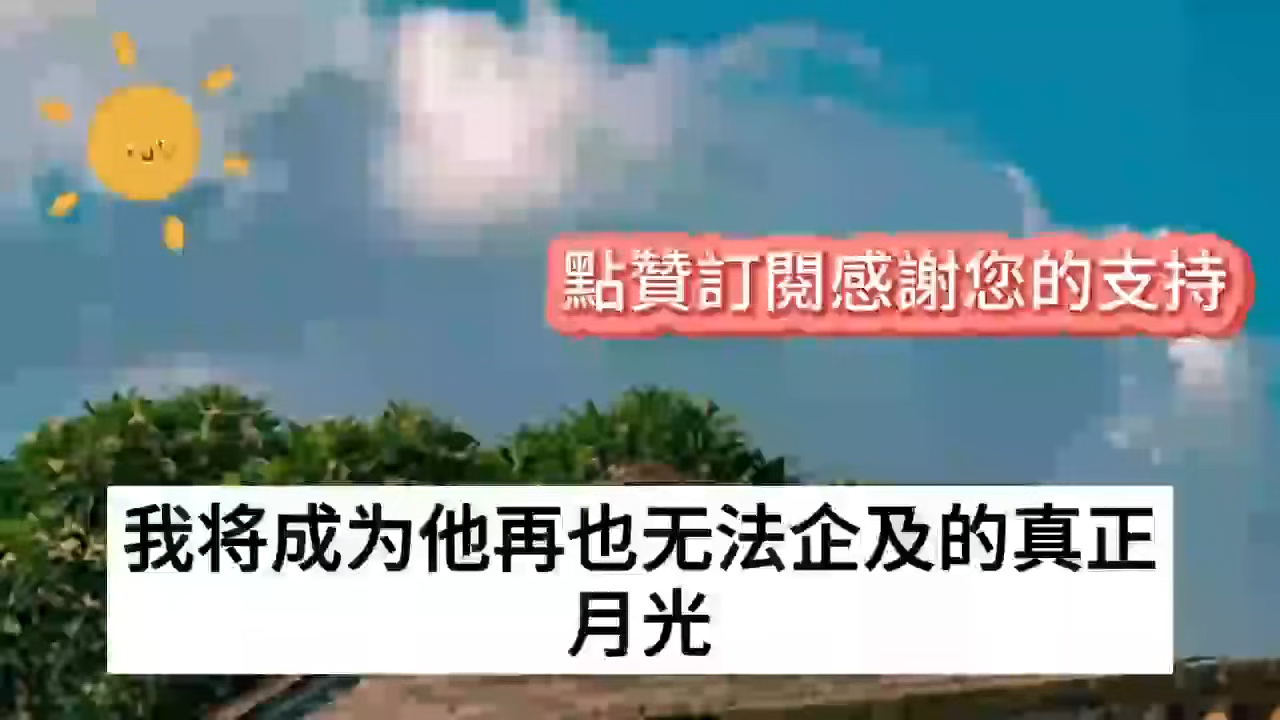 點贊訂閱感謝您的支持
我将成为他再也无法企及的真正
月光